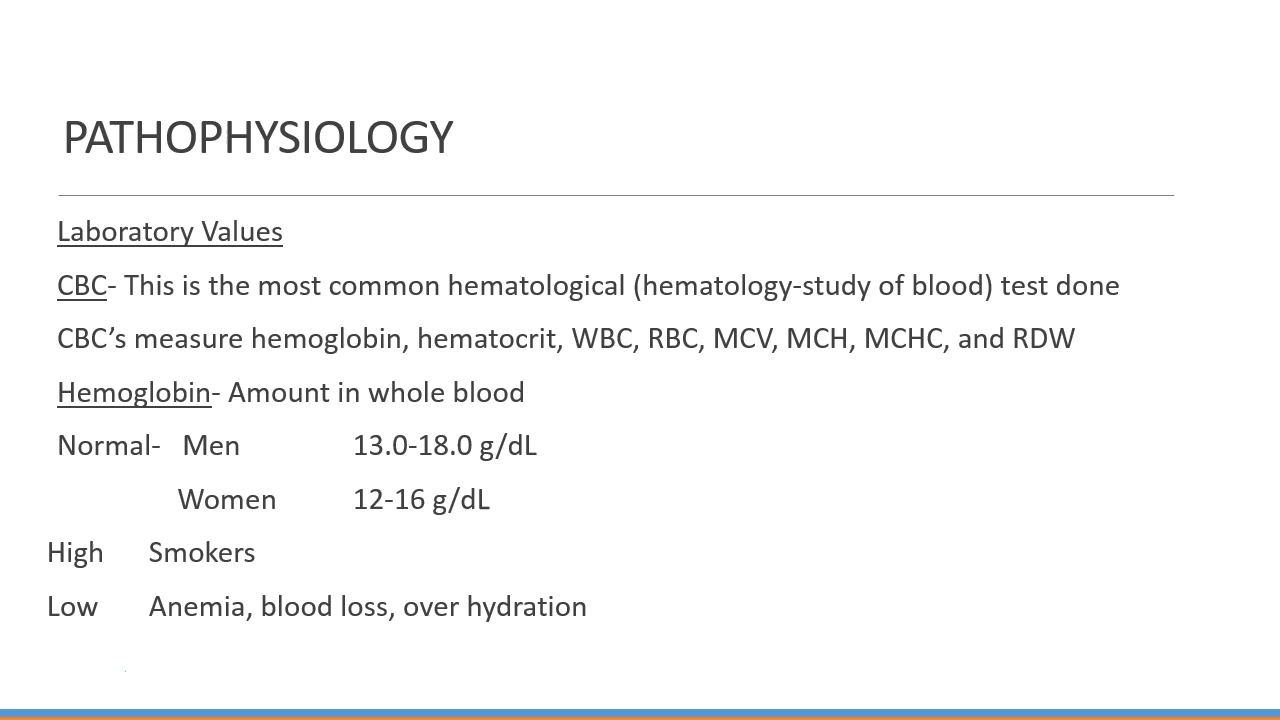 PATHOPHYSIOLOGY
Laboratory Values
CBC- This is the most common hematological (hematology-study of blood) test done
CBC’s measure hemoglobin, hematocrit, WBC, RBC, MCV, MCH, MCHC, and RDW
Hemoglobin- Amount in whole blood
Normal- Men 13.0-18.0 g/dL
Women 12-16 g/dL
High Smokers
Low Anemia, blood loss, over hydration
.